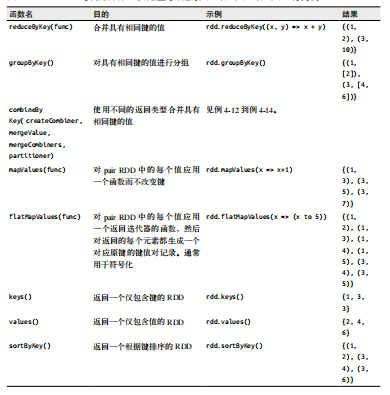 函数名 目的 示例 结果
reduceByKey(func) 合并具有相同键的值 rdd.reduceByKey((x, y) => x + y) {(1,
2), (3,
10)}
groupByKey() 对具有相同键的值进行分组 rdd.groupByKey() {(1,
[2]),
(3, [4,
6])}
combineBy 使用不同的返回类型合并具有 见例 4-12 到例 4-14。
Key( createCombiner, 相同键的值
mergeValue,
mergeCombiners,
partitioner)
mapValues(func) 对 pair RDD 中的每个值应用 rdd.mapValues(x => x+1) {(1,
一个函数而不改变键 3), (3,
5), (3,
7)}
flatMapValues(func) 对 pair RDD 中的每个值应用 rdd.flatMapValues(x => (x to 5)) {(1,
一个返回迭代器的函数，然后 2), (1,
对返回的每个元素都生成一个 3), (1,
对应原键的键值对记录。通常 4), (1,
用于符号化 5), (3,
4), (3,
5)}
keys() 返回一个仅包含键的 RDD rdd.keys() {1, 3,
3}
values() 返回一个仅包含值的 RDD rdd.values() {2, 4,
6}
sortByKey() 返回一个根据键排序的 RDD rdd.sortByKey() {(1,
2), (3,
4), (3,
6)}